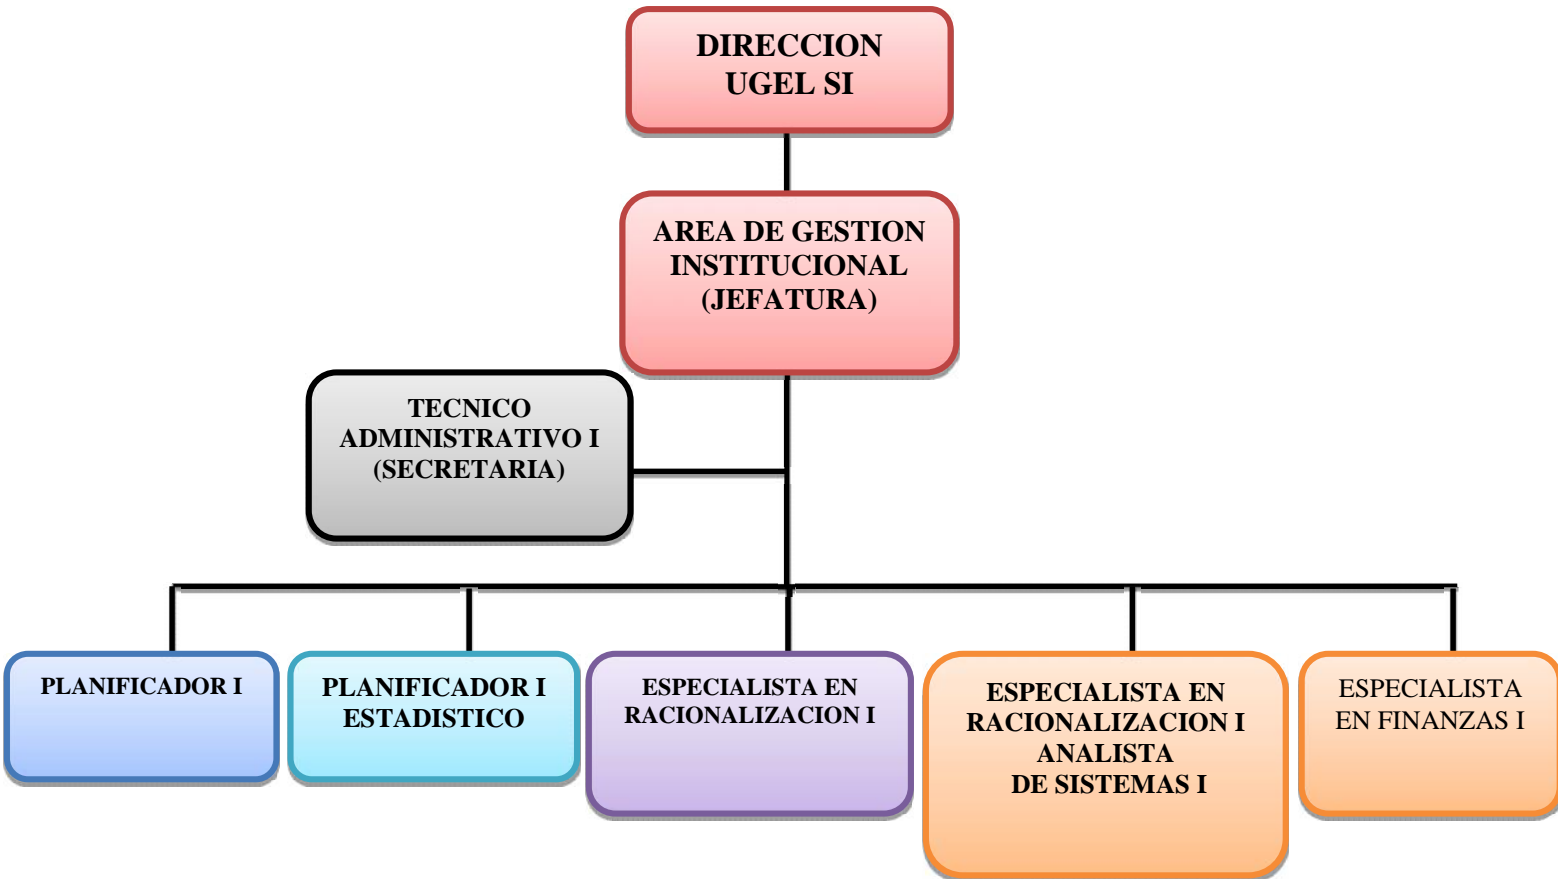 DIRECCION
UGEL SI
AREA DE GESTION
INSTITUCIONAL
(JEFATURA)
TECNICO
ADMINISTRATIVO I
(SECRETARIA)
PLANIFICADOR I
PLANIFICADOR I
ESTADISTICO
ESPECIALISTA EN
RACIONALIZACION I
ESPECIALISTA EN
RACIONALIZACION I
ANALISTA
DE SISTEMAS I
ESPECIALISTA
EN FINANZAS I